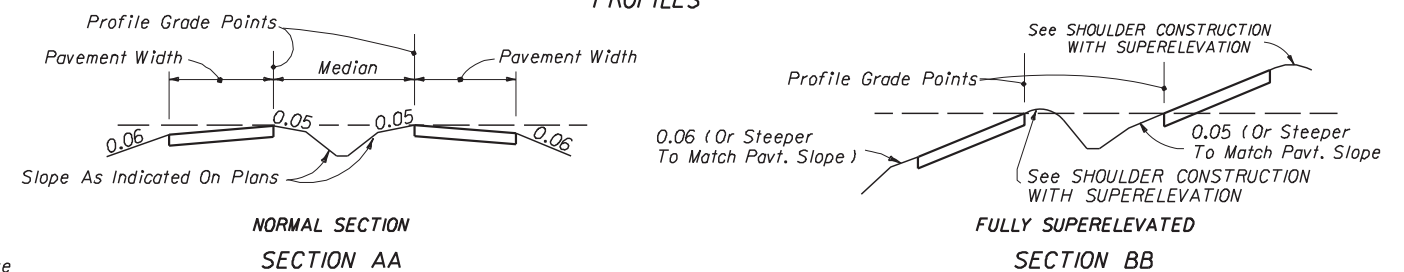 PROFILES
Profile Grade Points
Pavement Width
Median
Pavement Width
0.06
0.05
0.05
0.06
Slope As Indicated On Plans
NORMAL SECTION
SECTION AA
See SHOULDER CONSTRUCTION
WITH SUPERELEVATION
Profile Grade Points
0.06 (Or Steeper
To Match Pavt. Slope)
0.05 (Or Steeper
To Match Pavt. Slope
See SHOULDER CONSTRUCTION
WITH SUPERELEVATION
FULLY SUPERELEVATED
SECTION BB